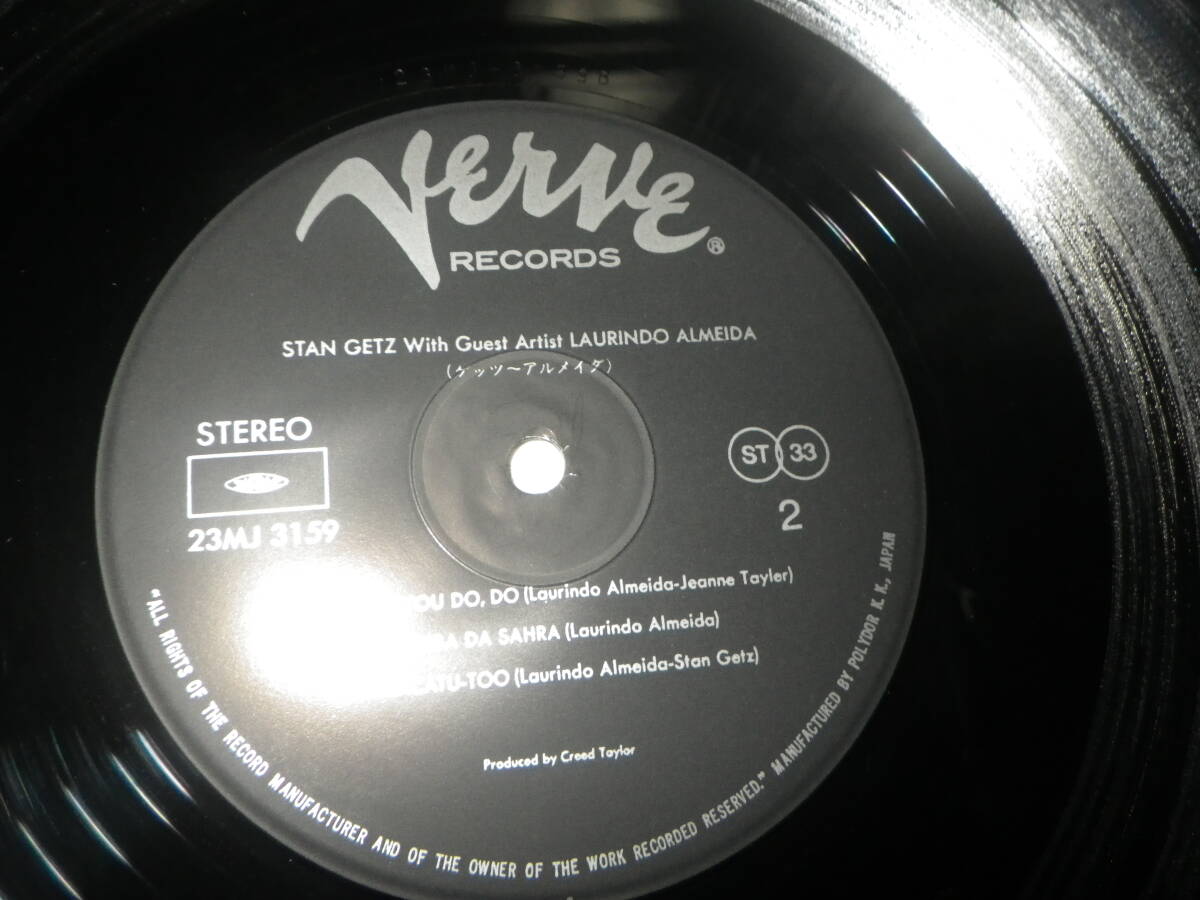 VERVE
RECORDS ®
STAN GETZ With Guest Artist LAURINDO ALMEIDA
(ゲッツ〜アルメイダ)
STEREO
ST 33
23MJ 3159
2
DO, DO (Laurindo Almeida-Jeanne Tayler)
DA SAHRA (Laurindo Almeida)
(Laurindo Almeida-Stan Getz)
Produced by Creed Taylor
"ALL RIGHTS OF THE RECORD MANUFACTURER AND OF THE OWNER OF THE WORK RECORDED RESERVED." MANUFACTURED BY POLYDOR K. K., JAPAN